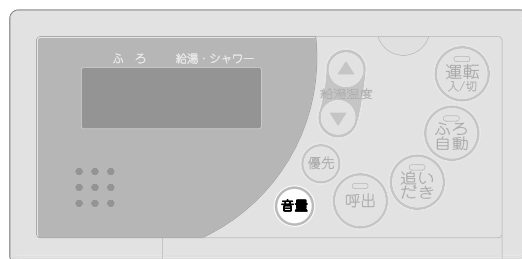 ふろ 給湯・シャワー
給湯温度
運転
入/切
ふろ
自動
優先
追い
だき
音量
呼出